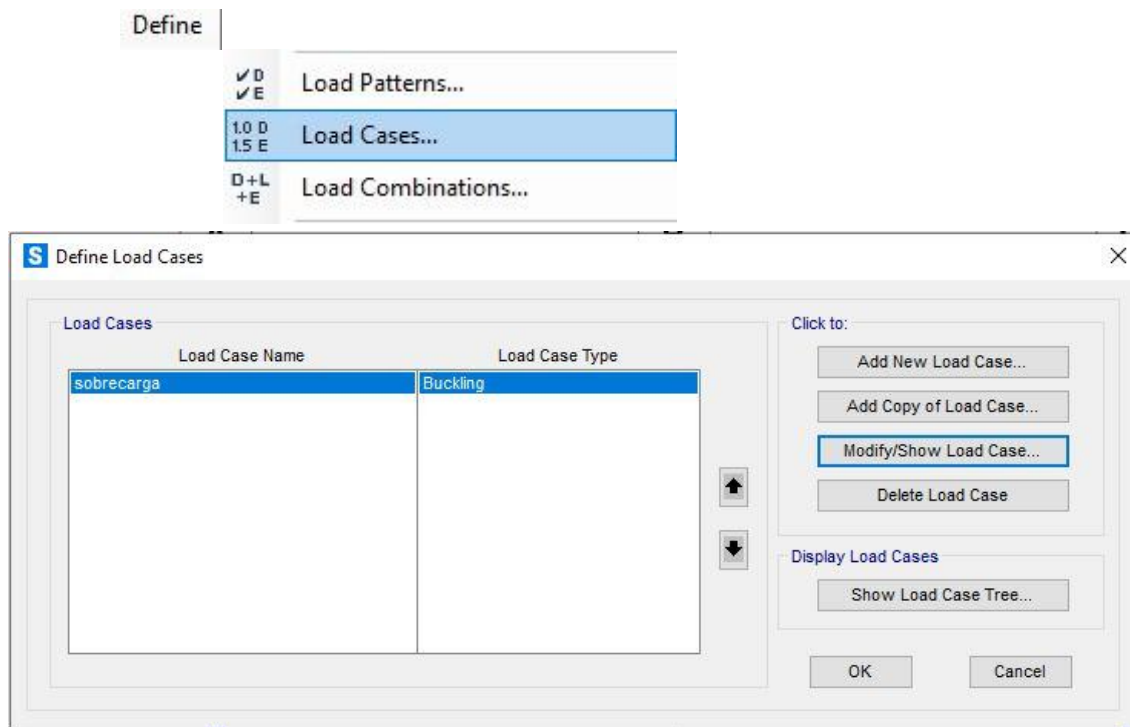 Define
✓D
✓E
Load Patterns...
1.0 D
1.5 E
Load Cases...
D+L
+E
Load Combinations...
S Define Load Cases
Load Cases
Load Case Name Load Case Type
sobrecarga Buckling
Click to:
Add New Load Case...
Add Copy of Load Case...
Modify/Show Load Case...
Delete Load Case
Display Load Cases
Show Load Case Tree...
OK Cancel